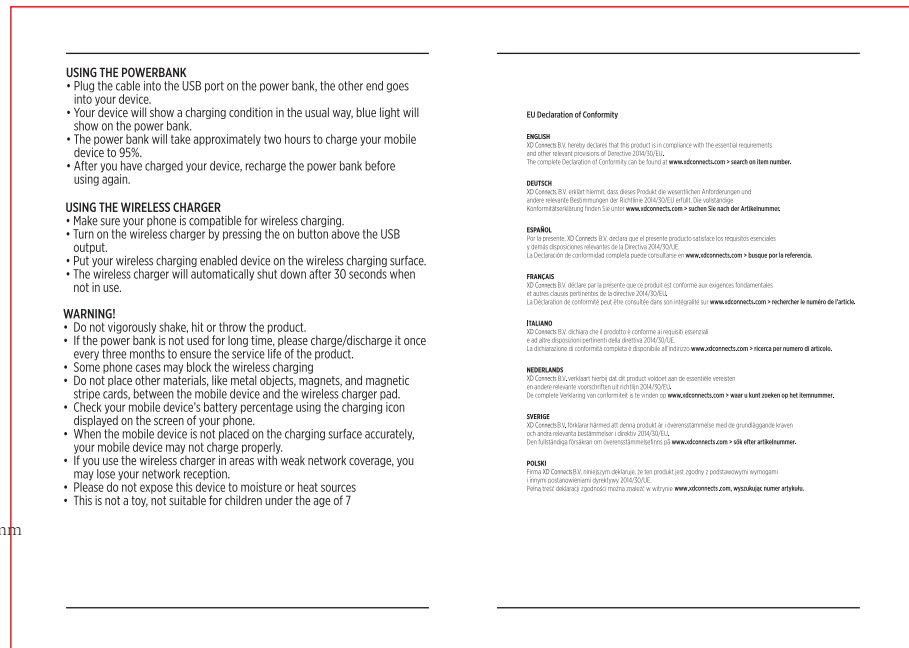 USING THE POWERBANK
• Plug the cable into the USB port on the power bank, the other end goes
into your device.
• Your device will show a charging condition in the usual way, blue light will
show on the power bank.
• The power bank will take approximately two hours to charge your mobile
device to 95%.
• After you have charged your device, recharge the power bank before
using again.
USING THE WIRELESS CHARGER
• Make sure your phone is compatible for wireless charging.
• Turn on the wireless charger by pressing the on button above the USB
output.
• Put your wireless charging enabled device on the wireless charging surface.
• The wireless charger will automatically shut down after 30 seconds when
not in use.
WARNING!
• Do not vigorously shake, hit or throw the product.
• If the power bank is not used for long time, please charge/discharge it once
every three months to ensure the service life of the product.
• Some phone cases may block the wireless charging
• Do not place other materials, like metal objects, magnets, and magnetic
stripe cards, between the mobile device and the wireless charger pad.
• Check your mobile device's battery percentage using the charging icon
displayed on the screen of your phone.
• When the mobile device is not placed on the charging surface accurately,
your mobile device may not charge properly.
• If you use the wireless charger in areas with weak network coverage, you
may lose your network reception.
• Please do not expose this device to moisture or heat sources
• This is not a toy, not suitable for children under the age of 7
mm
EU Declaration of Conformity
ENGLISH
XD Connects B.V. hereby declares that this product is in compliance with the essential requirements
and other relevant provisions of Derective 2014/30/EU.
The complete Declaration of Conformity can be found at www.xdconnects.com > search on item number.
DEUTSCH
XD Connects B.V. erklärt hiermit, dass dieses Produkt die wesentlichen Anforderungen und
andere relevante Bestimmungen der Richtlinie 2014/30/EU erfüllt. Die vollständige
Konformitätserklärung finden Sie unter www.xdconnects.com > suchen Sie nach der Artikelnummer.
ESPAÑOL
Por la presente, XD Connects B.V. declara que el presente producto satisface los requisitos esenciales
y demás disposiciones relevantes de la Directiva 2014/30/UE.
La Declaración de conformidad completa puede consultarse en www.xdconnects.com > busque por la referencia.
FRANÇAIS
XD Connects B.V. déclare par la présente que ce produit est conforme aux exigences fondamentales
et autres clauses pertinentes de la directive 2014/30/EU.
La Déclaration de conformité peut être consultée dans son intégralité sur www.xdconnects.com > rechercher le numéro de l'article.
İTALIANO
XD Connects B.V. dichiara che il prodotto è conforme ai requisiti essenziali
e ad altre disposizioni pertinenti della direttiva 2014/30/UE.
La dichiarazione di conformità completa è disponibile all'indirizzo www.xdconnects.com > ricerca per numero di articolo.
NEDERLANDS
XD Connects B.V. verklaart hierbij dat dit product voldoet aan de essentiële vereisten
en andere relevante voorschriften uit richtlijn 2014/30/EU.
De complete Verklaring van conformiteit is te vinden op www.xdconnects.com > waar u kunt zoeken op het itemnummer.
SVERIGE
XD Connects B.V. förklarar härmed att denna produkt är i överensstämmelse med de grundläggande kraven
och andra relevanta bestämmelser i direktiv 2014/30/EU.
Den fullständiga försäkran om överensstämmelsefinns på www.xdconnects.com > sök efter artikelnummer.
POLSKI
Firma XD Connects B.V. niniejszym deklaruje, że ten produkt jest zgodny z podstawowymi wymogami
i innymi postanowieniami dyrektywy 2014/30/UE.
Pełną treść deklaracji zgodności można znaleźć w witrynie www.xdconnects.com, wyszukując numer artykułu.